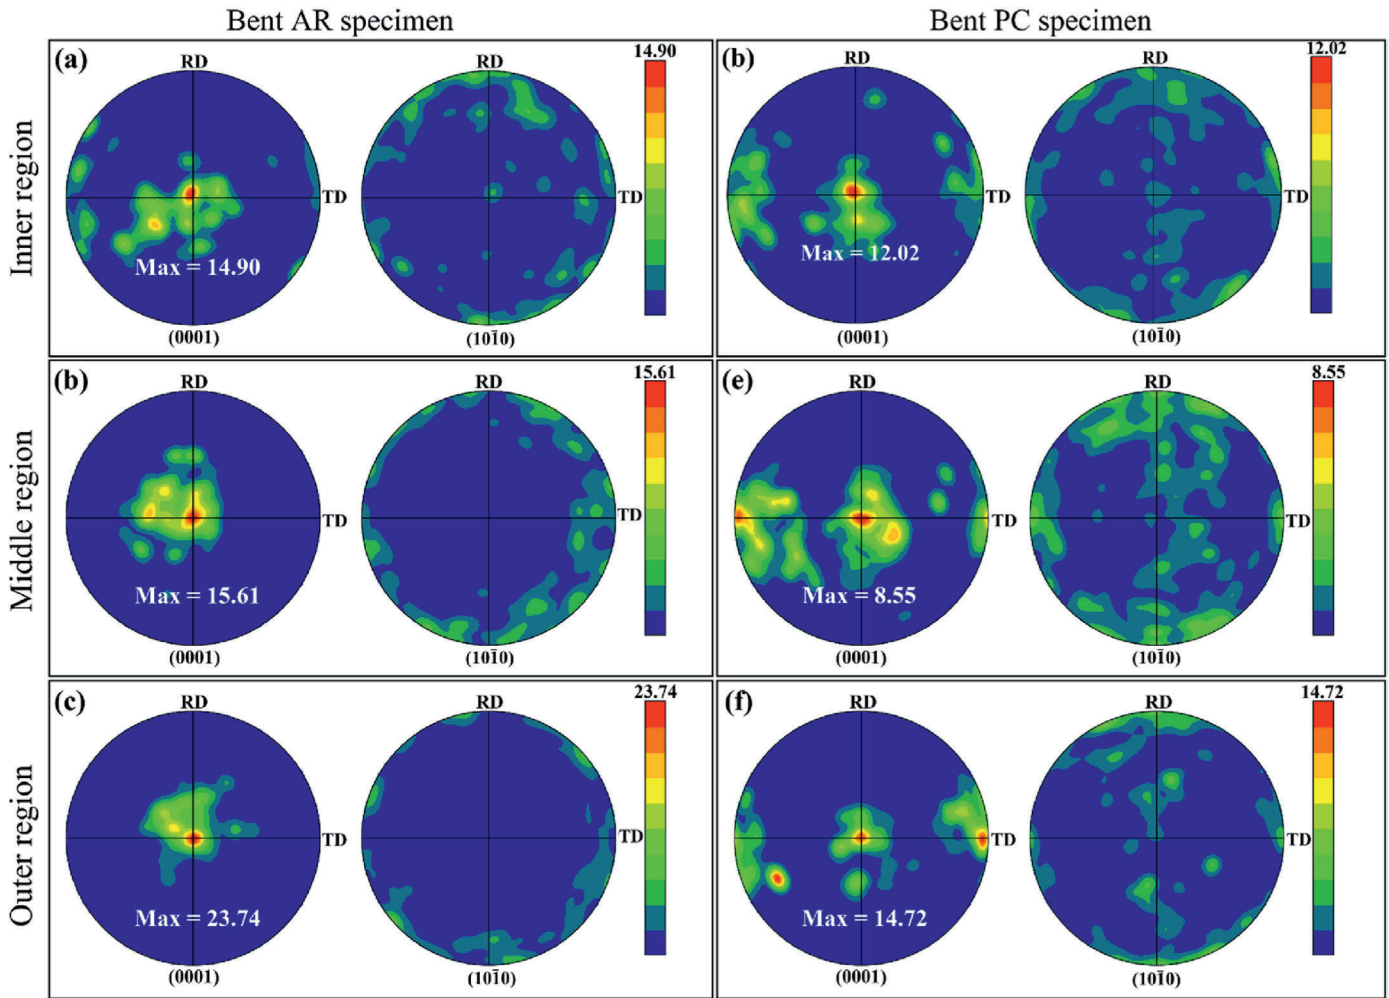 Bent AR specimen
Bent PC specimen
Inner region
(a)
RD
14.90
TD
TD
Max = 14.90
(0001)
(101̄0)
(b)
RD
RD
12.02
TD
TD
Max = 12.02
(0001)
(101̄0)
Middle region
(b)
RD
RD
15.61
TD
TD
Max = 15.61
(0001)
(101̄0)
(e)
RD
RD
8.55
TD
TD
Max = 8.55
(0001)
(101̄0)
Outer region
(c)
RD
RD
23.74
TD
TD
Max = 23.74
(0001)
(101̄0)
(f)
RD
RD
14.72
TD
TD
Max = 14.72
(0001)
(101̄0)